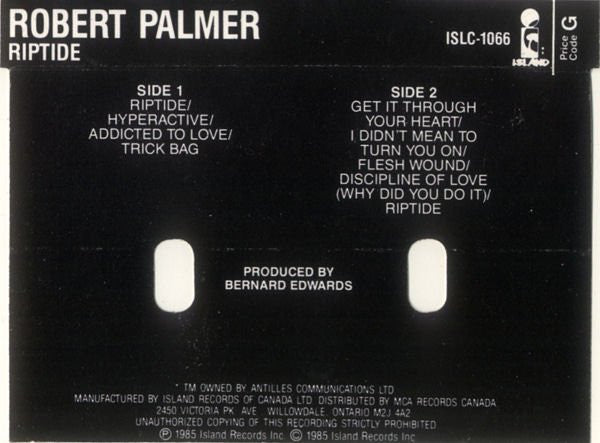 ROBERT PALMER
RIPTIDE
ISLC-1066
ISLAND
Price
Code G
SIDE 1
RIPTIDE/
HYPERACTIVE/
ADDICTED TO LOVE/
TRICK BAG
SIDE 2
GET IT THROUGH
YOUR HEART/
I DIDN'T MEAN TO
TURN YOU ON/
FLESH WOUND/
DISCIPLINE OF LOVE
(WHY DID YOU DO IT)/
RIPTIDE
PRODUCED BY
BERNARD EDWARDS
* TM OWNED BY ANTILLES COMMUNICATIONS LTD
MANUFACTURED BY ISLAND RECORDS OF CANADA LTD DISTRIBUTED BY MCA RECORDS CANADA
2450 VICTORIA PK AVE WILLOWDALE ONTARIO M2J 4A2
UNAUTHORIZED COPYING OF THIS RECORDING STRICTLY PROHIBITED
Ⓟ 1985 Island Records Inc © 1985 Island Records Inc